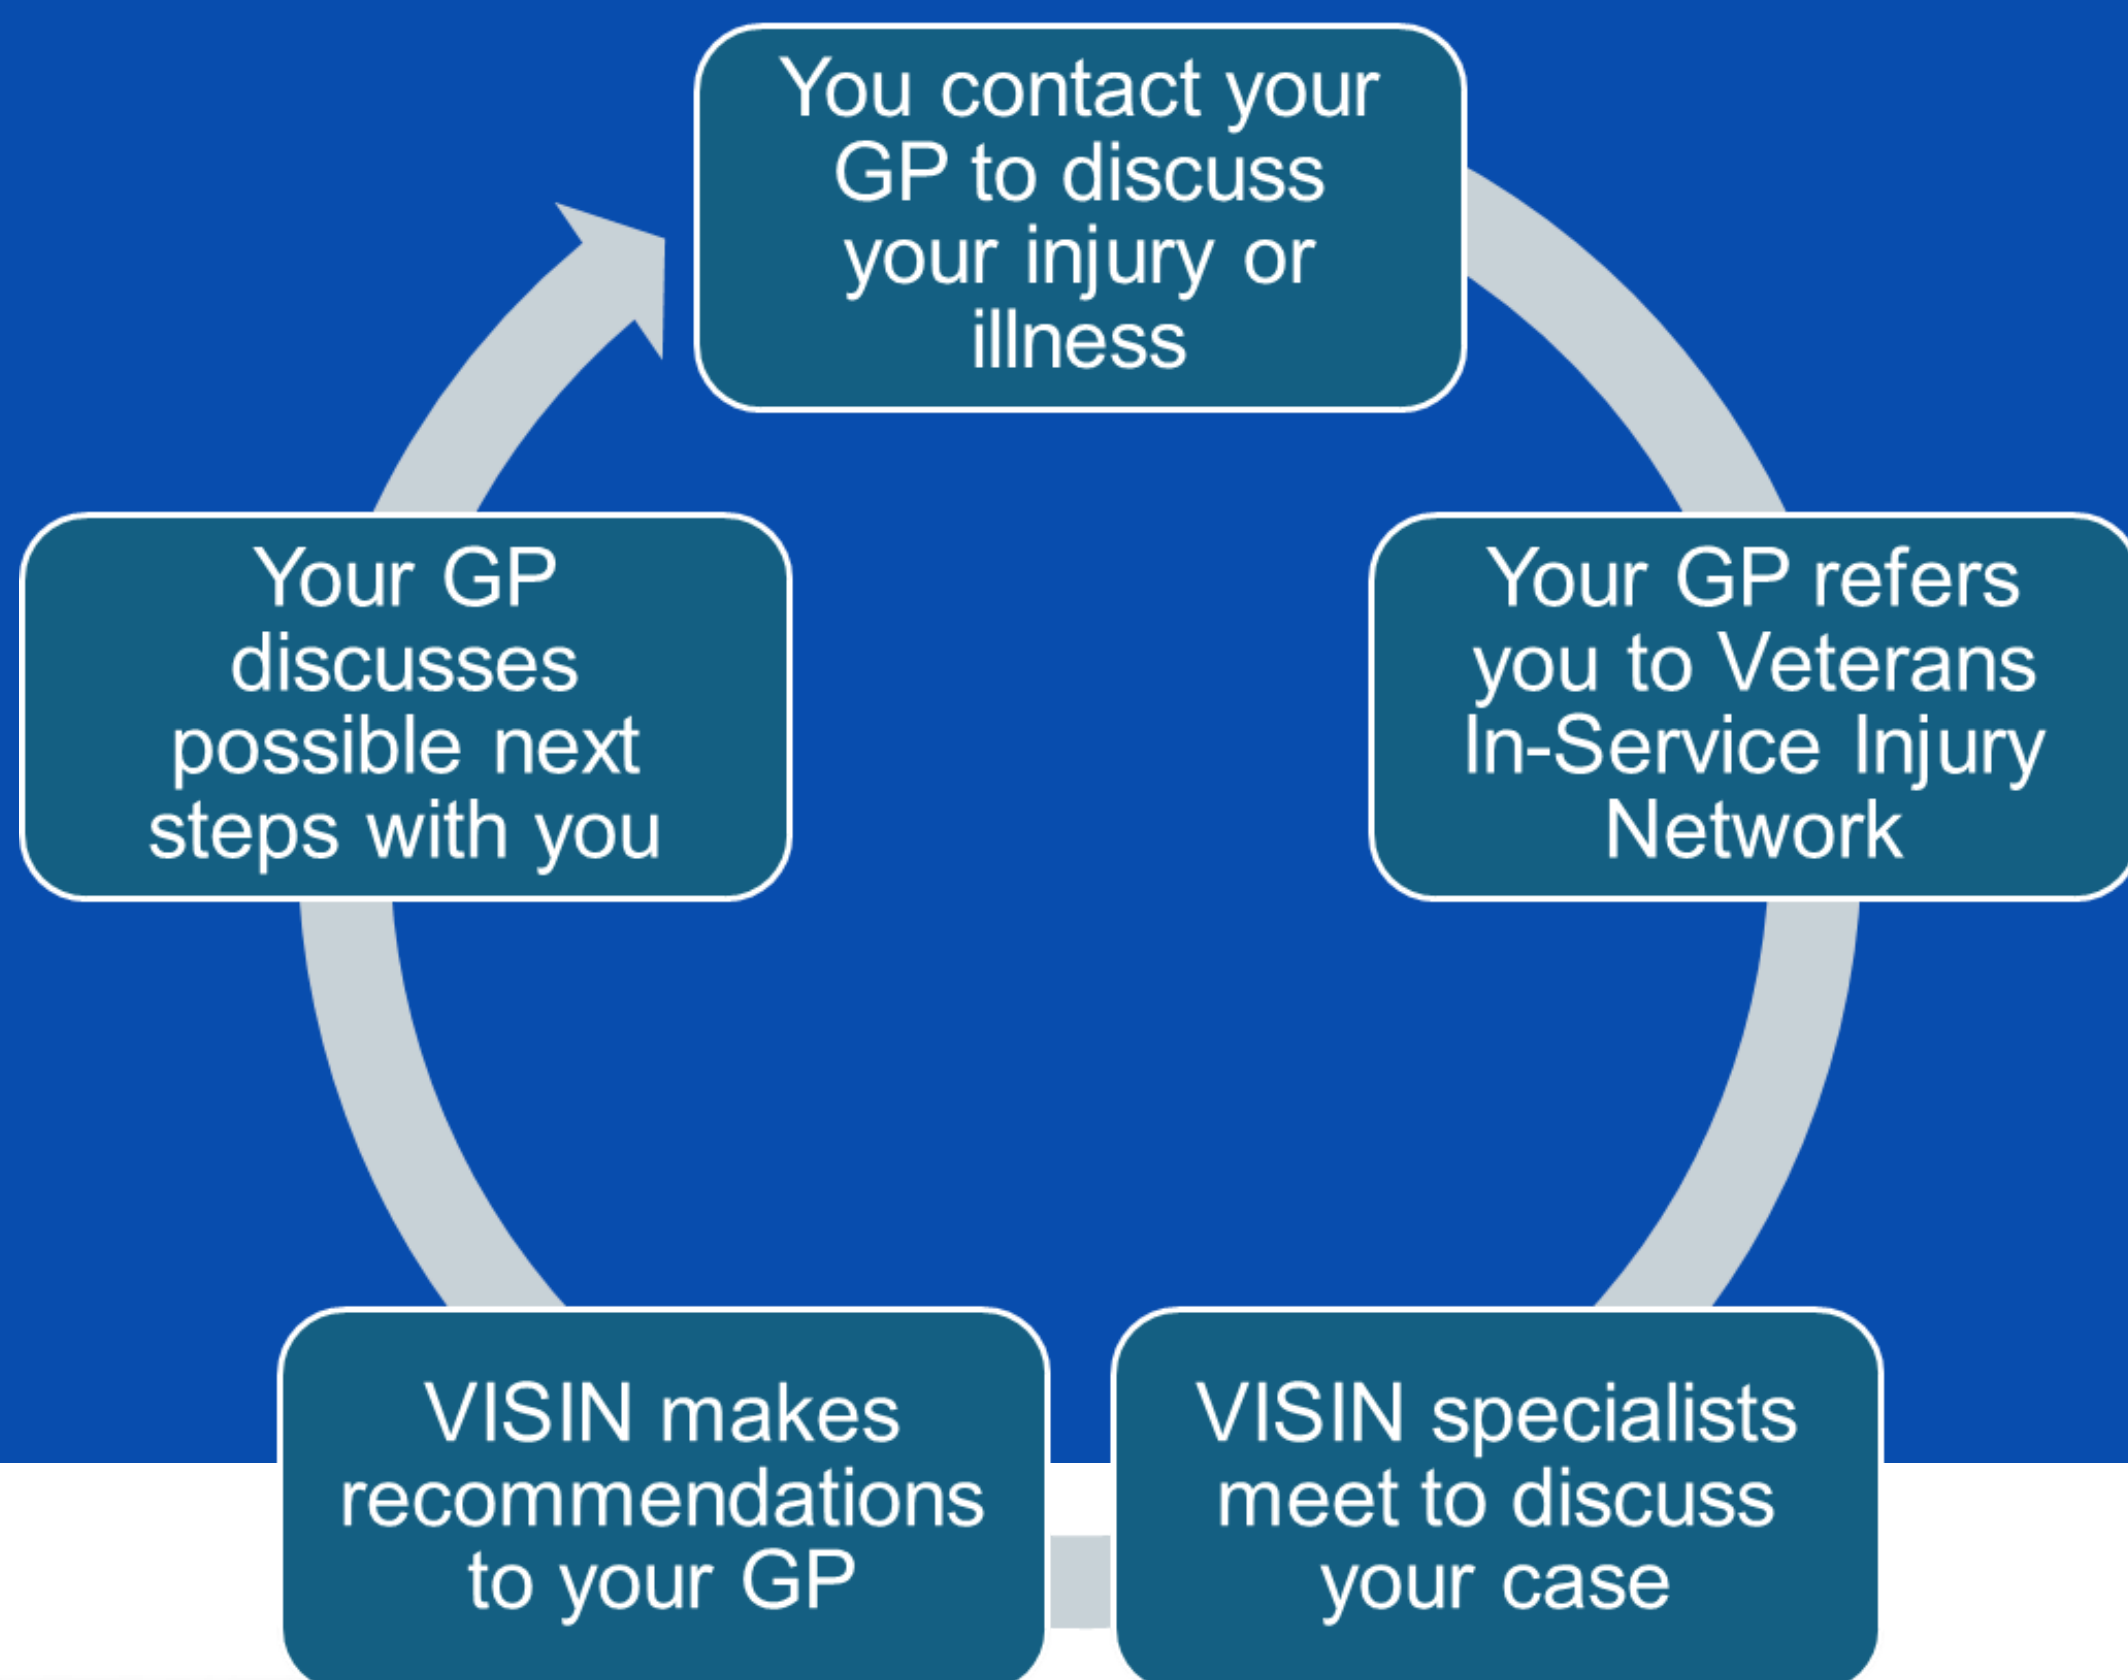 You contact your
GP to discuss
your injury or
illness
Your GP refers
you to Veterans
In-Service Injury
Network
VISIN specialists
meet to discuss
your case
VISIN makes
recommendations
to your GP
Your GP
discusses
possible next
steps with you